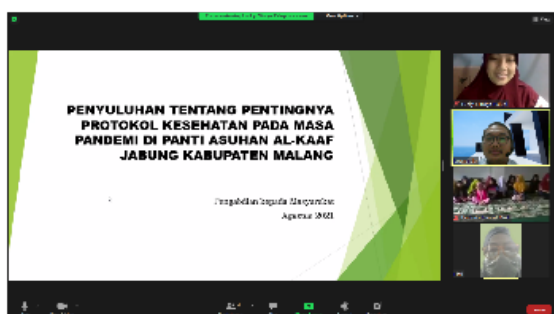 PENYULUHAN TENTANG PENTINGNYA
PROTOKOL KESEHATAN PADA MASA
PANDEMI DI PANTI ASUHAN AL-KAAF
JABUNG KABUPATEN MALANG
Pengabdian kepada Masyarakat
Agustus 2021